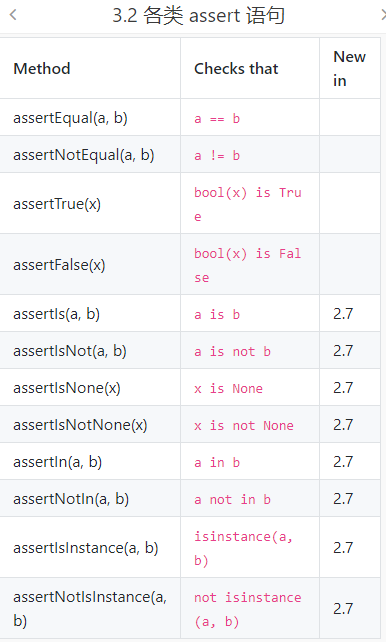 3.2 各类 assert 语句
Method Checks that New
in
assertEqual(a, b) a == b
assertNotEqual(a, b) a != b
assertTrue(x) bool(x) is Tru
e
assertFalse(x) bool(x) is Fal
se
assertIs(a, b) a is b 2.7
assertIsNot(a, b) a is not b 2.7
assertIsNone(x) x is None 2.7
assertIsNotNone(x) x is not None 2.7
assertIn(a, b) a in b 2.7
assertNotIn(a, b) a not in b 2.7
assertIsInstance(a, b) isinstance(a,
b) 2.7
assertNotIsInstance(a, not isinstance
b) (a, b) 2.7